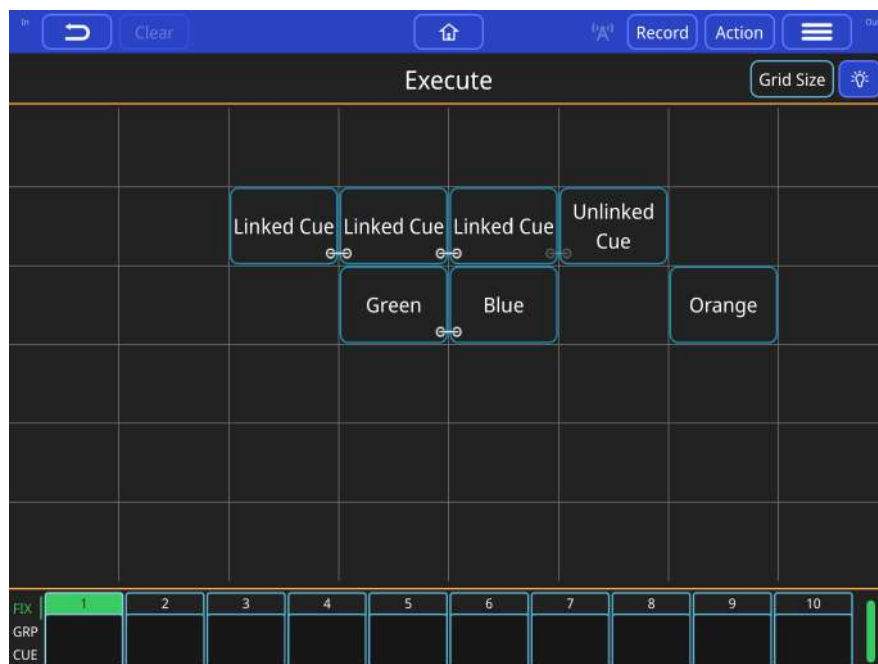 In
Clear
Record
Action
Execute
Grid Size
Linked Cue
Linked Cue
Linked Cue
Unlinked
Cue
Green
Blue
Orange
FIX
1
2
3
4
5
6
7
8
9
10
GRP
CUE